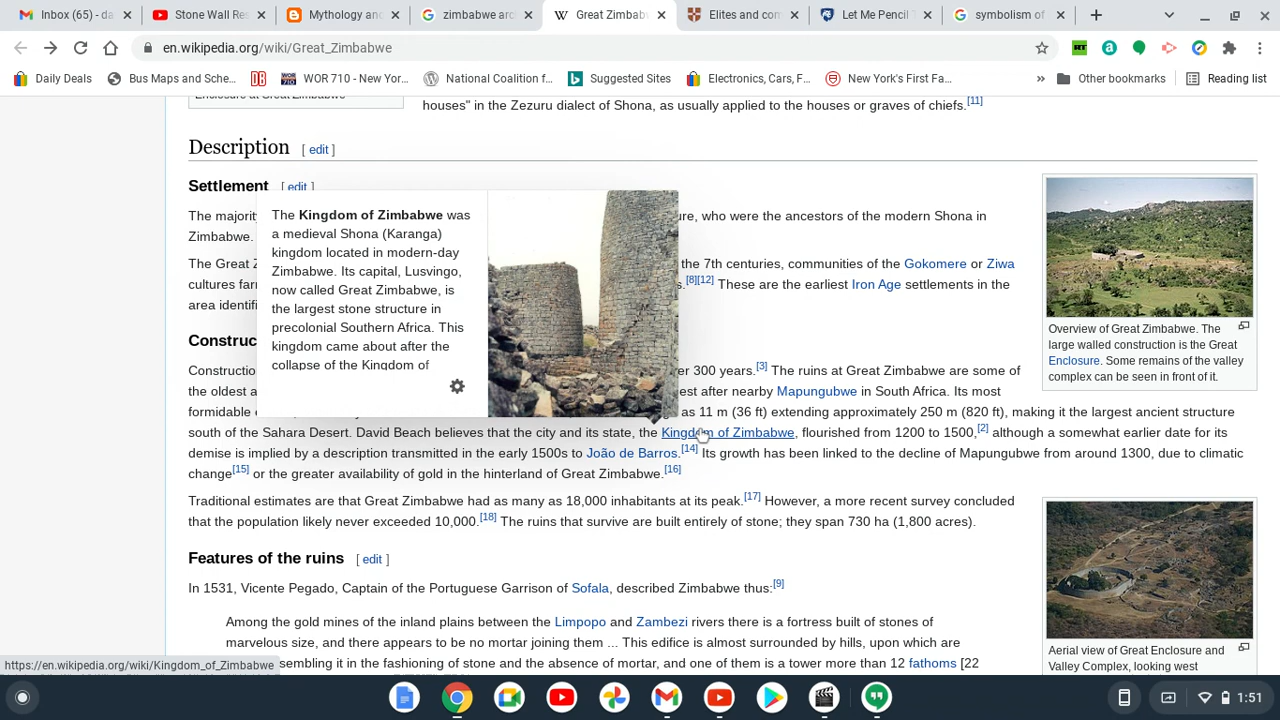 Inbox (65) - da
Stone Wall Res
Mythology and
zimbabwe arc
Great Zimbabw
Elites and com
Let Me Pencil T
symbolism of
en.wikipedia.org/wiki/Great_Zimbabwe
Daily Deals
Bus Maps and Sche...
WOR 710 - New Yor...
National Coalition f...
Suggested Sites
Electronics, Cars, F...
New York's First Fa...
»
Other bookmarks
Reading list
houses" in the Zezuru dialect of Shona, as usually applied to the houses or graves of chiefs.[11]
Description [ edit ]
Settlement [ edit ]
The majority
ure, who were the ancestors of the modern Shona in
Zimbabwe.
The Great Z
the 7th centuries, communities of the Gokomere or Ziwa
cultures far
s.[8][12] These are the earliest Iron Age settlements in the
area identifi
The Kingdom of Zimbabwe was
a medieval Shona (Karanga)
kingdom located in modern-day
Zimbabwe. Its capital, Lusvingo,
now called Great Zimbabwe, is
the largest stone structure in
precolonial Southern Africa. This
kingdom came about after the
collapse of the Kingdom of
Construc
Constructio
er 300 years.[3] The ruins at Great Zimbabwe are some of
the oldest a
est after nearby Mapungubwe in South Africa. Its most
formidable
as 11 m (36 ft) extending approximately 250 m (820 ft), making it the largest ancient structure
south of the Sahara Desert. David Beach believes that the city and its state, the Kingdom of Zimbabwe, flourished from 1200 to 1500,[2] although a somewhat earlier date for its
demise is implied by a description transmitted in the early 1500s to João de Barros.[14] Its growth has been linked to the decline of Mapungubwe from around 1300, due to climatic
change[15] or the greater availability of gold in the hinterland of Great Zimbabwe.[16]
Traditional estimates are that Great Zimbabwe had as many as 18,000 inhabitants at its peak.[17] However, a more recent survey concluded
that the population likely never exceeded 10,000.[18] The ruins that survive are built entirely of stone; they span 730 ha (1,800 acres).
Features of the ruins [ edit ]
In 1531, Vicente Pegado, Captain of the Portuguese Garrison of Sofala, described Zimbabwe thus:[9]
Among the gold mines of the inland plains between the Limpopo and Zambezi rivers there is a fortress built of stones of
marvelous size, and there appears to be no mortar joining them ... This edifice is almost surrounded by hills, upon which are
sembling it in the fashioning of stone and the absence of mortar, and one of them is a tower more than 12 fathoms [22
Overview of Great Zimbabwe. The
large walled construction is the Great
Enclosure. Some remains of the valley
complex can be seen in front of it.
Aerial view of Great Enclosure and
Valley Complex, looking west
https://en.wikipedia.org/wiki/Kingdom_of_Zimbabwe
1:51